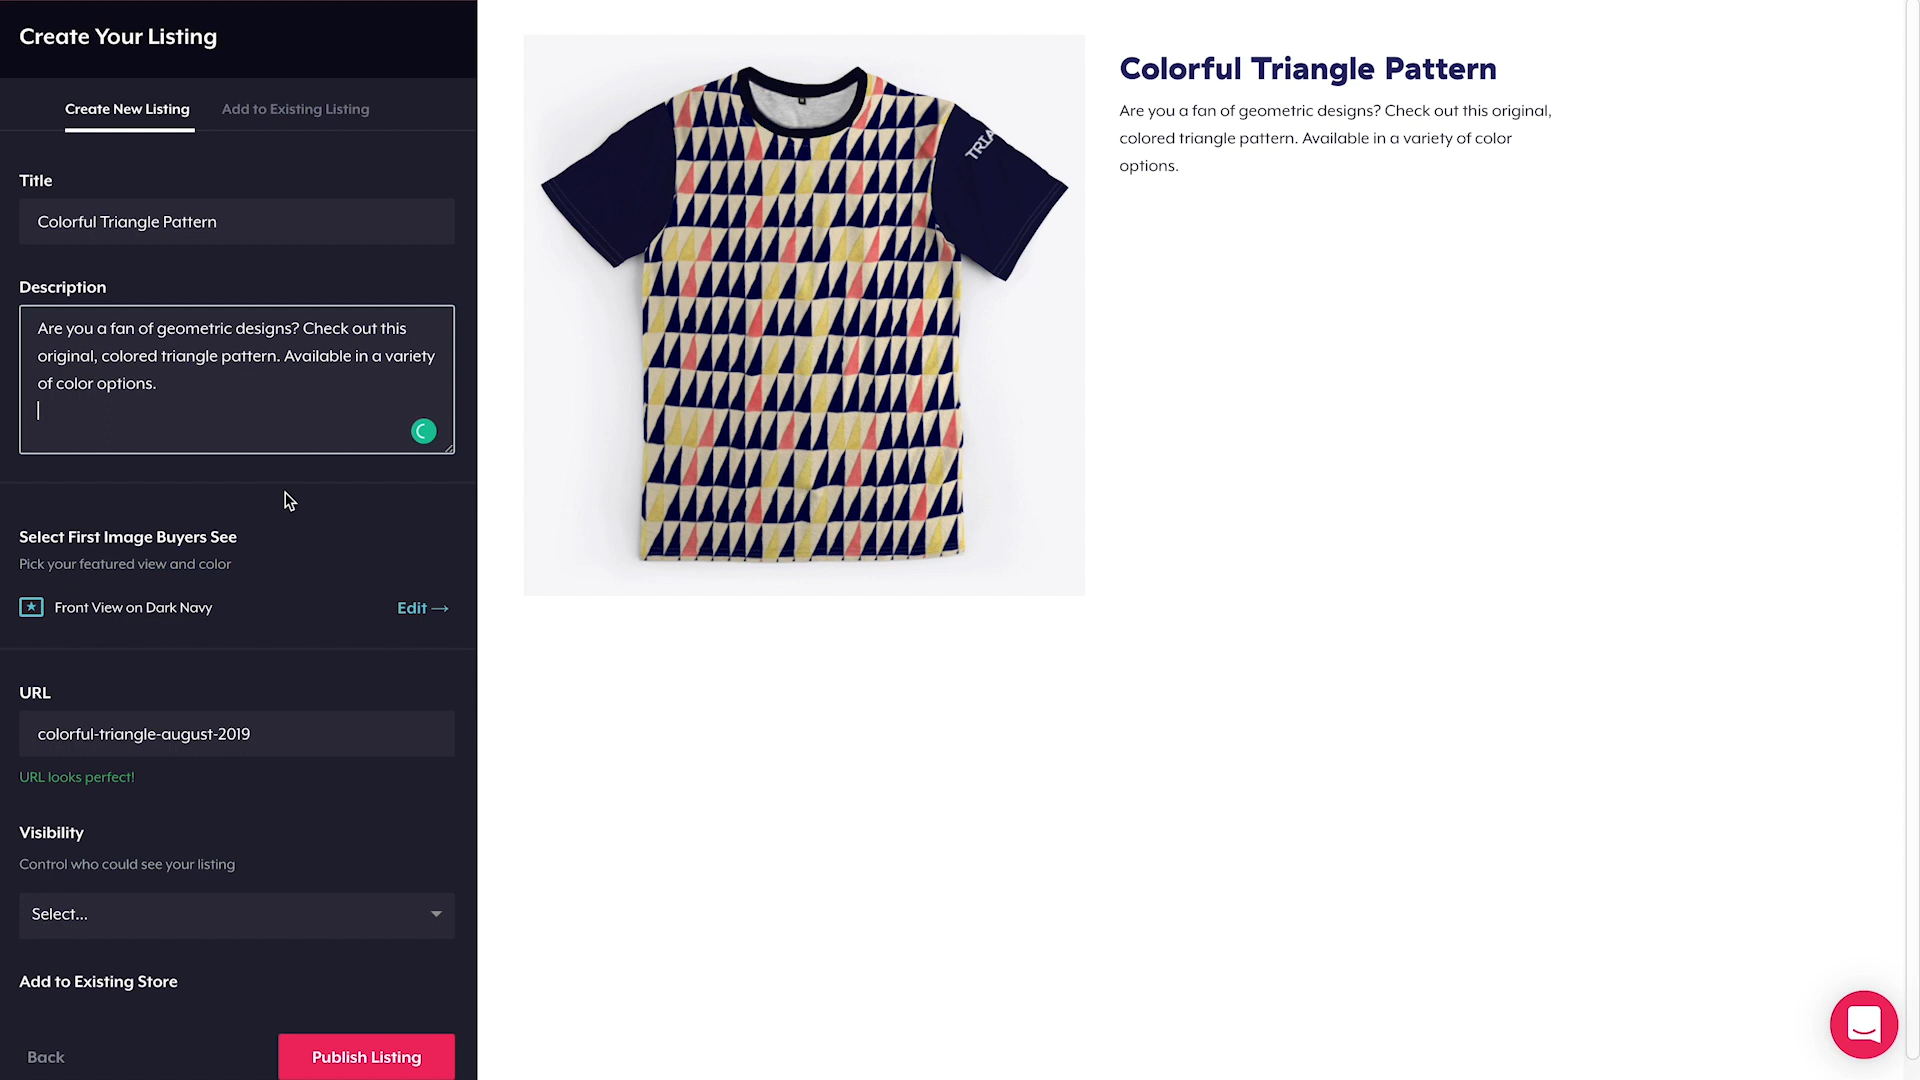 Create Your Listing
Create New Listing
Add to Existing Listing
Title
Colorful Triangle Pattern
Description
Are you a fan of geometric designs? Check out this
original, colored triangle pattern. Available in a variety
of color options.
Select First Image Buyers See
Pick your featured view and color
Front View on Dark Navy
Edit →
URL
colorful-triangle-august-2019
URL looks perfect!
Visibility
Control who could see your listing
Select...
Add to Existing Store
Back
Publish Listing
TRIA
Colorful Triangle Pattern
Are you a fan of geometric designs? Check out this original,
colored triangle pattern. Available in a variety of color
options.